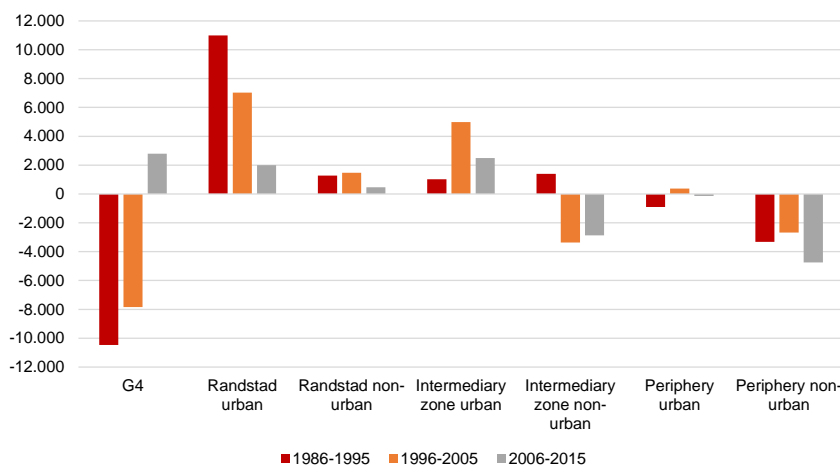 12.000
10.000
8.000
6.000
4.000
2.000
0
-2.000
-4.000
-6.000
-8.000
-10.000
-12.000
G4
Randstad
urban
Randstad non-
urban
Intermediary
zone urban
Intermediary
zone non-
urban
Periphery
urban
Periphery non-
urban
1986-1995 1996-2005 2006-2015